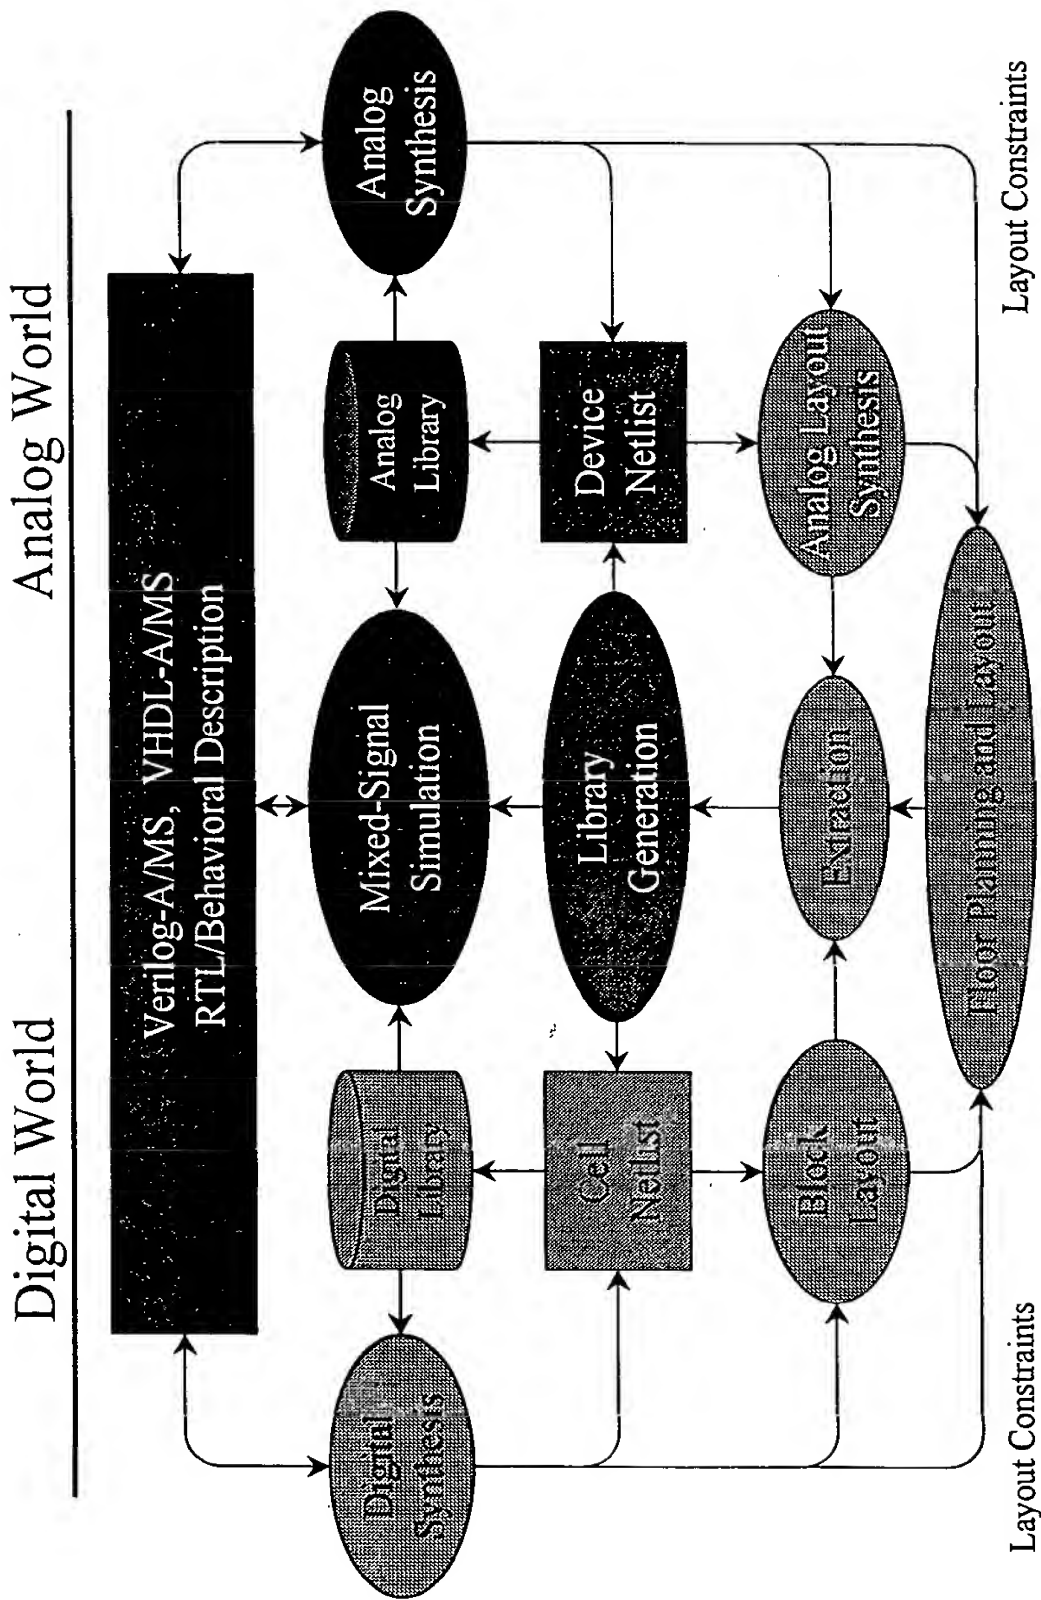 Digital World
Analog World
Verilog-A/MS, VHDL-A/MS
RTL/Behavioral Description
Digital
Synthesis
Digital
Library
Mixed-Signal
Simulation
Analog
Library
Analog
Synthesis
Cell
Netlist
Library
Generation
Device
Netlist
Block
Layout
Extraction
Analog Layout
Synthesis
Floor Planning and Layout
Layout Constraints
Layout Constraints